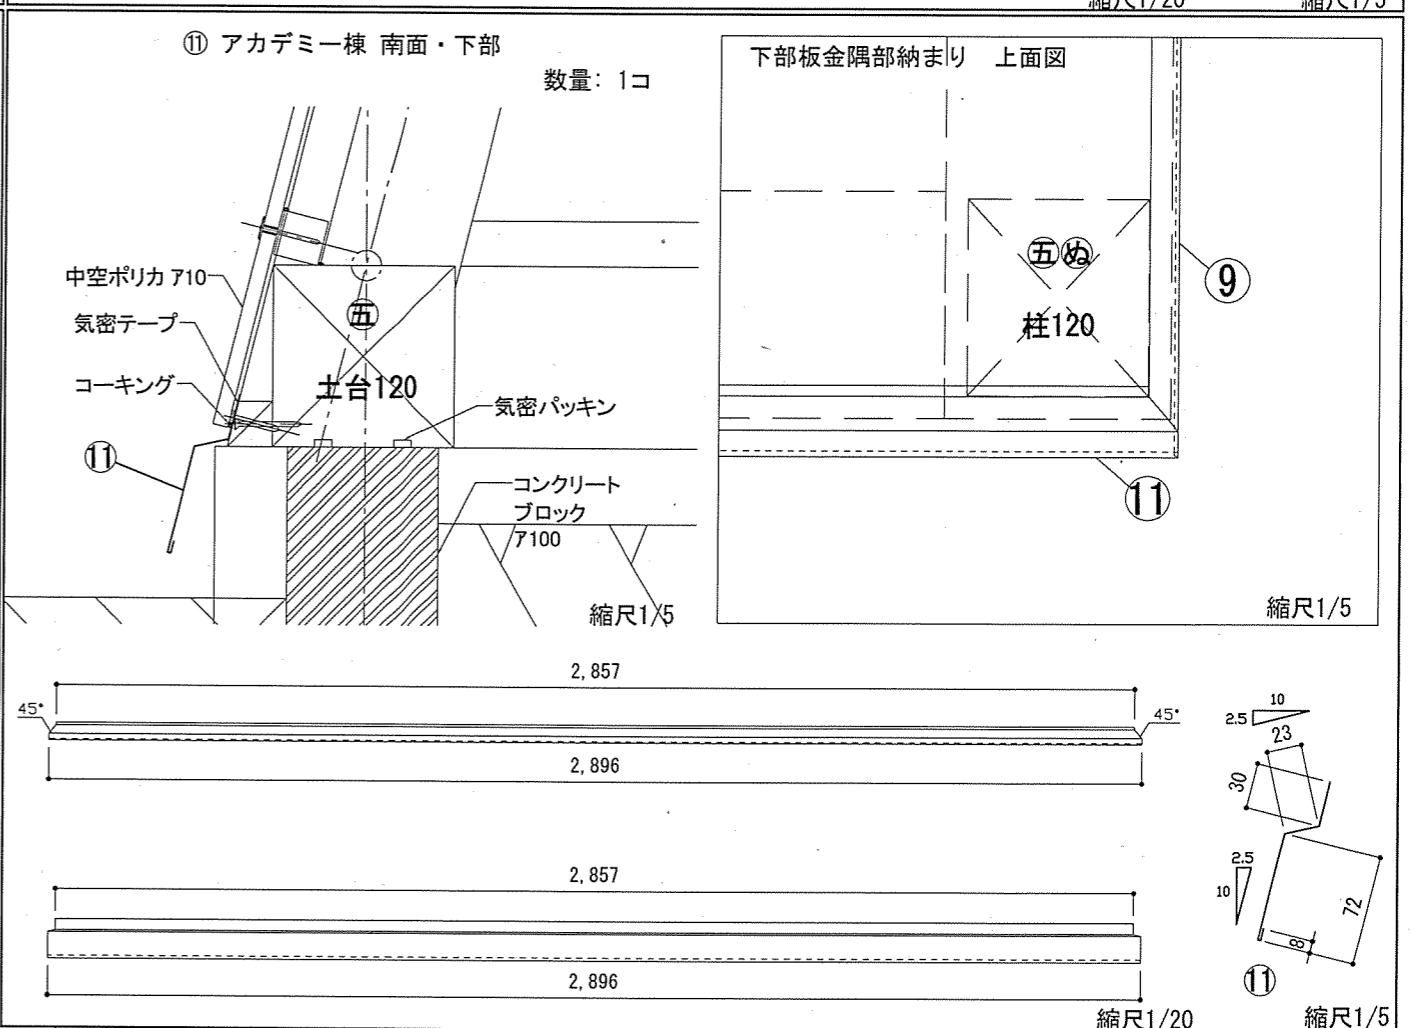 縮尺1/20
縮尺1/5
⑪ アカデミー棟 南面・下部
数量: 1コ
中空ポリカ ア10
気密テープ
コーキング
⑪
五
土台120
気密パッキン
コンクリート
ブロック
ア100
縮尺1/5
下部板金隅部納まり 上面図
五 ぬ
柱120
9
11
縮尺1/5
2,857
45°
45°
2,896
2,857
2,896
縮尺1/20
10
2.5
23
30
2.5
10
72
8
⑪
縮尺1/5